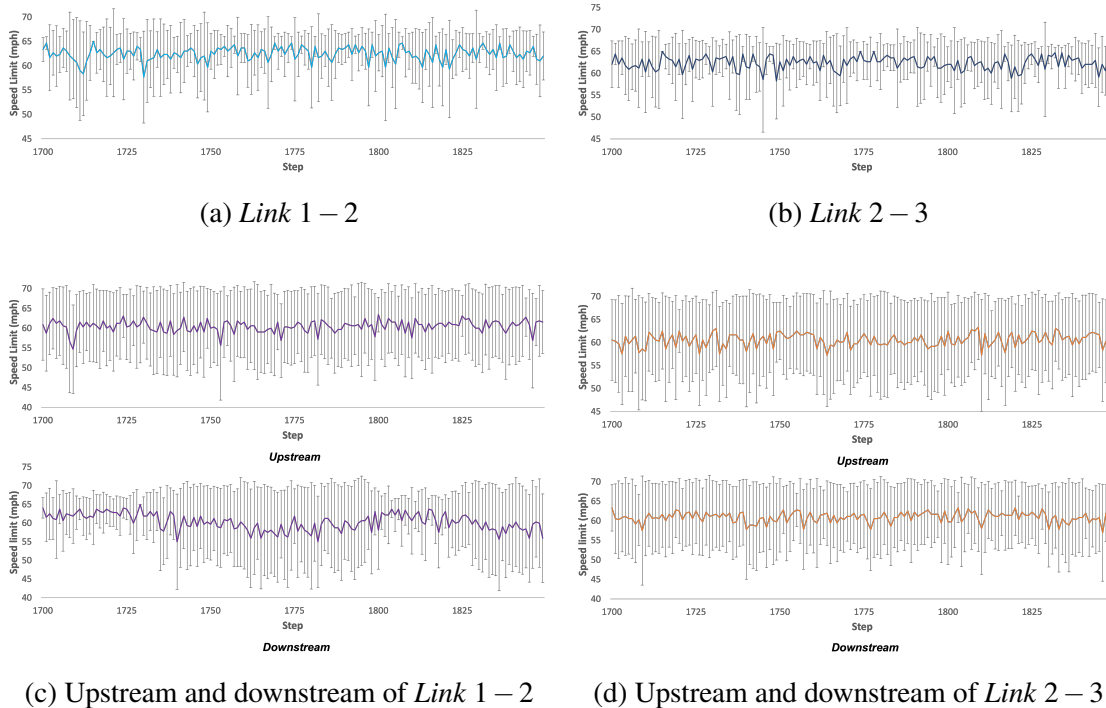 70
65
60
55
50
45
Speed Limit (mph)
1700 1725 1750 1775 1800 1825
Step
(a) Link 1 − 2
75
70
65
60
55
50
45
Speed Limit (mph)
1700 1725 1750 1775 1800 1825
Step
(b) Link 2 − 3
70
65
60
55
50
45
40
Speed Limit (mph)
1700 1725 1750 1775 1800 1825
Step
Upstream
75
70
65
60
55
50
45
40
Speed Limit (mph)
1700 1725 1750 1775 1800 1825
Step
Downstream
(c) Upstream and downstream of Link 1 − 2
70
65
60
55
50
45
Speed Limit (mph)
1700 1725 1750 1775 1800 1825
Step
Upstream
70
65
60
55
50
45
40
Speed limit (mph)
1700 1725 1750 1775 1800 1825
Step
Downstream
(d) Upstream and downstream of Link 2 − 3